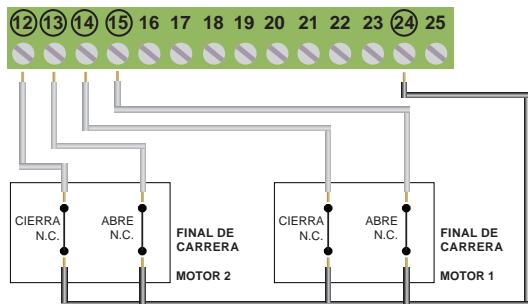 12 13 14 15 16 17 18 19 20 21 22 23 24 25
CIERRA
N.C.
ABRE
N.C.
FINAL DE
CARRERA
MOTOR 2
CIERRA
N.C.
ABRE
N.C.
FINAL DE
CARRERA
MOTOR 1